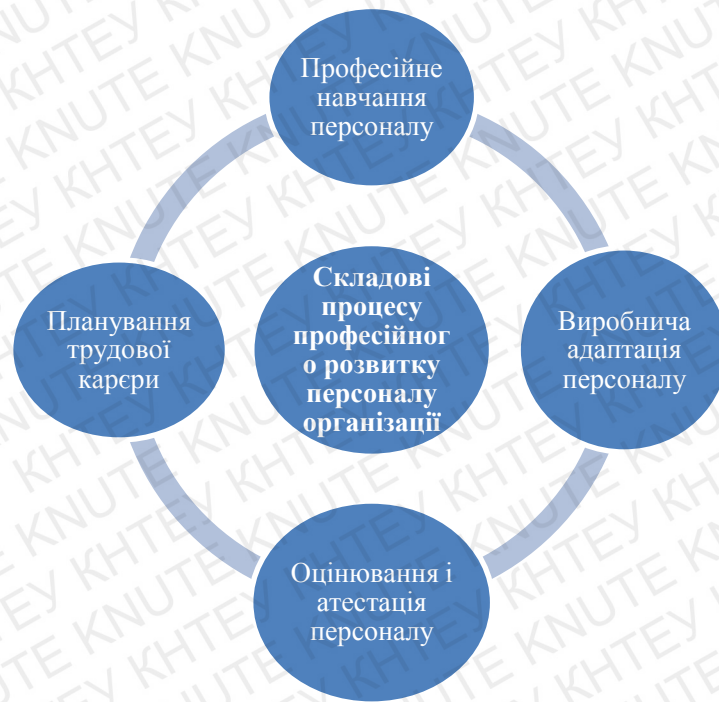 Професійне
навчання
персоналу
Складові
процесу
професійног
о розвитку
персоналу
організації
Планування
трудової
карєри
Виробнича
адаптація
персоналу
Оцінювання і
атестація
персоналу
КНТЕУ KNUTE